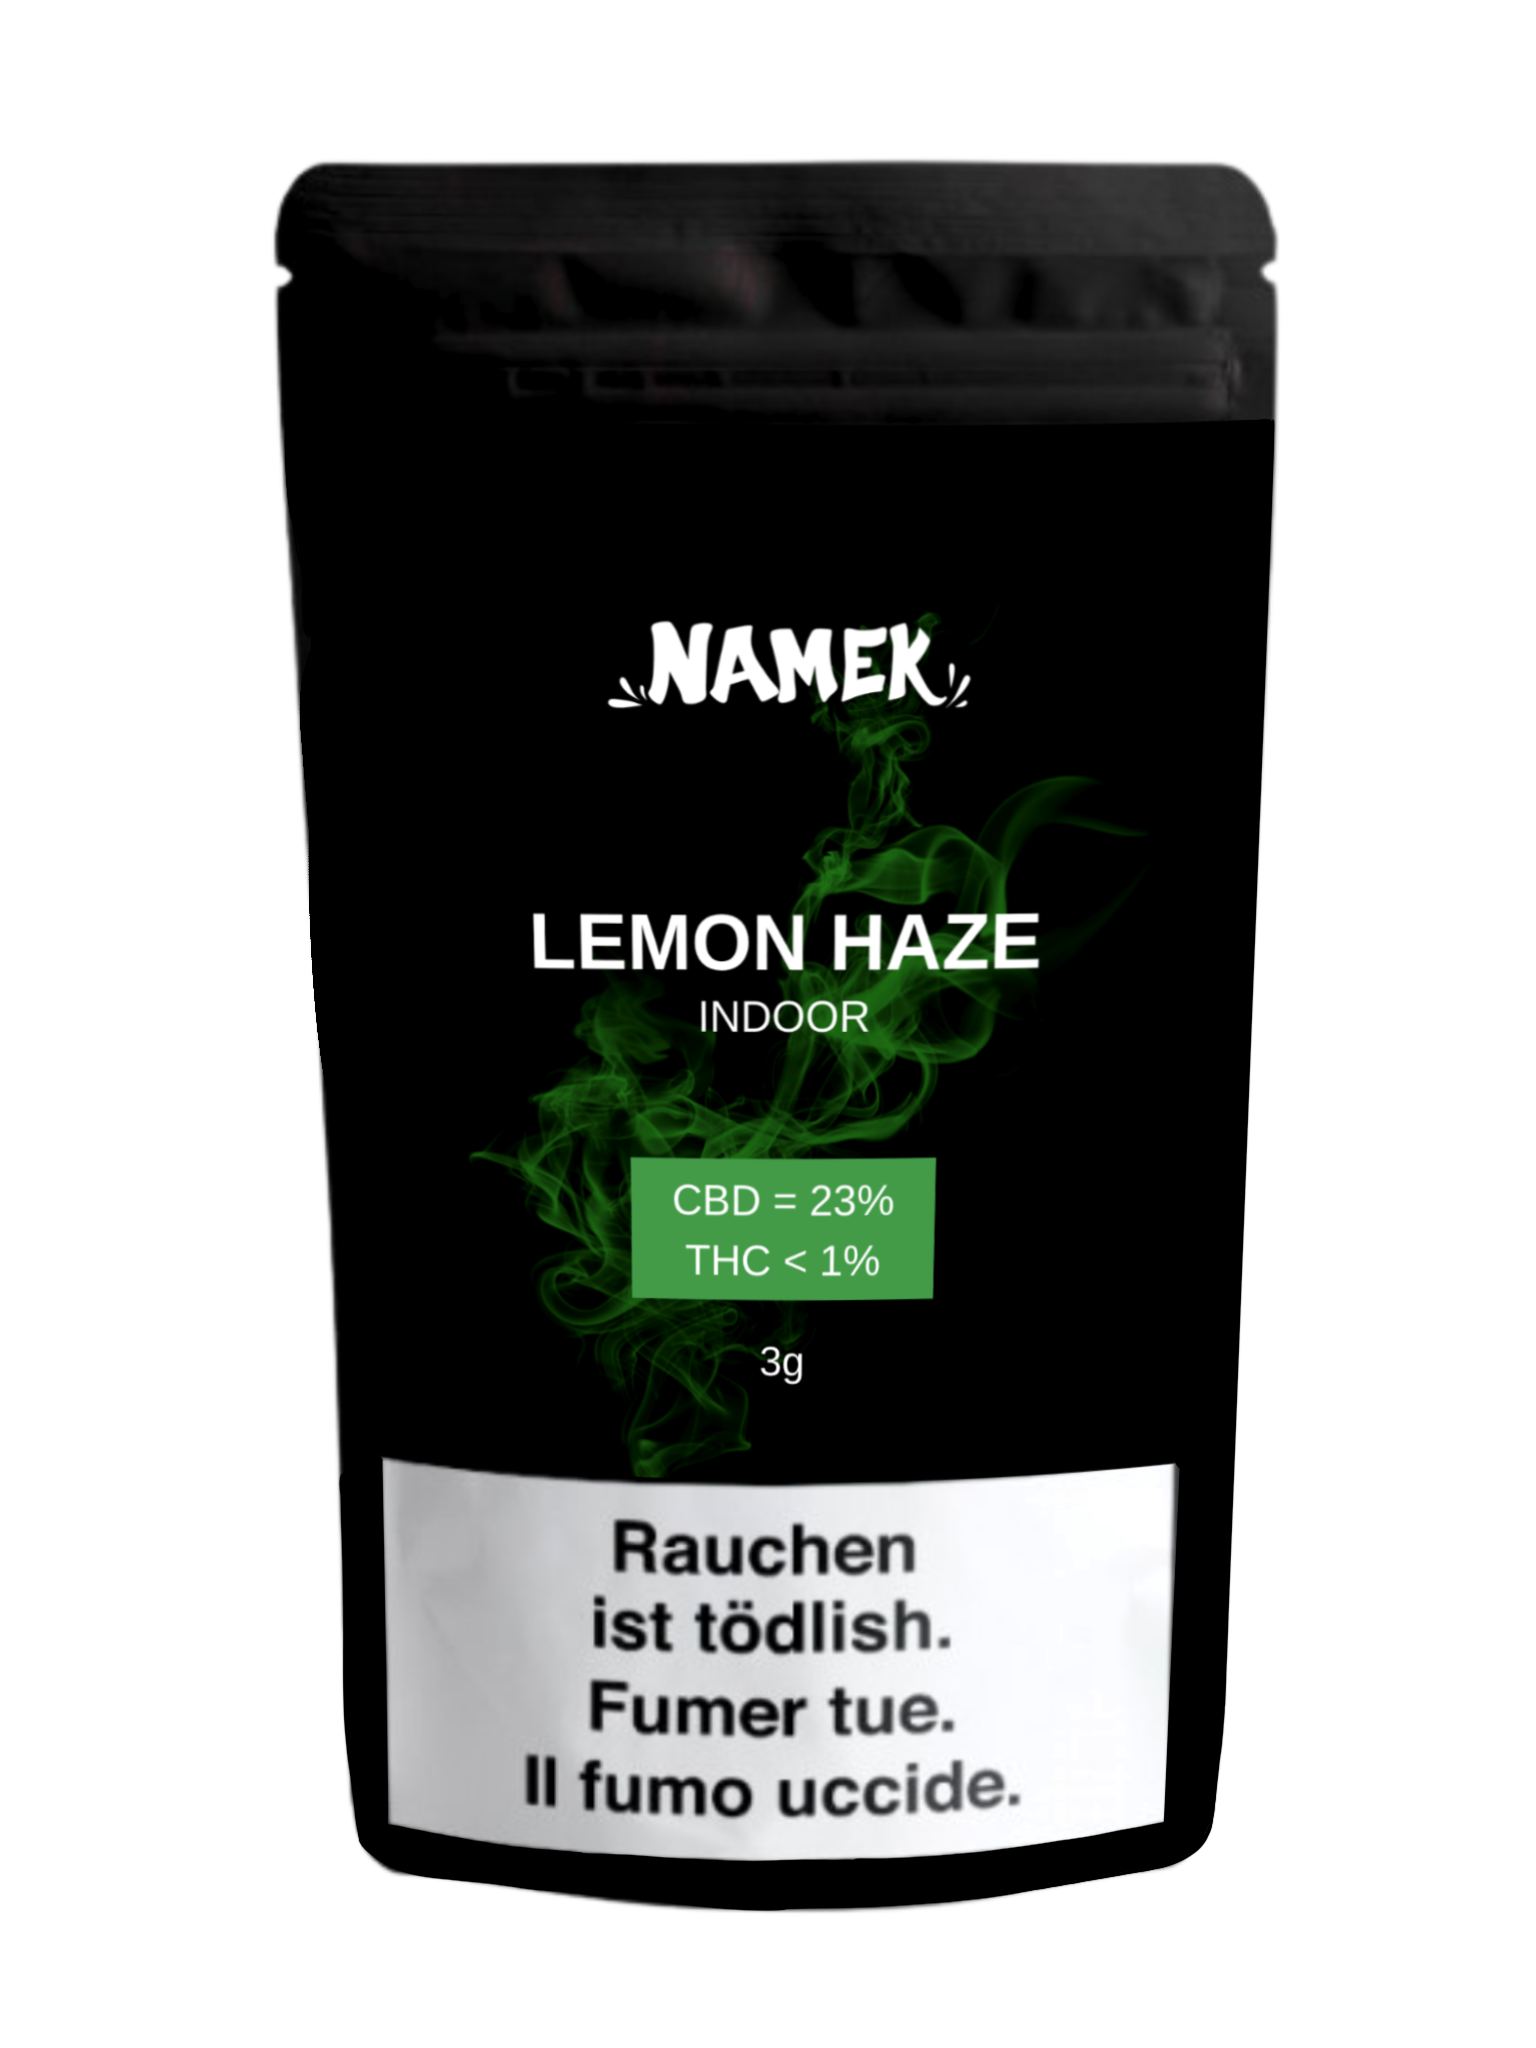 NAMEK
LEMON HAZE
INDOOR
CBD = 23%
THC < 1%
3g
Rauchen
ist tödlish.
Fumer tue.
Il fumo uccide.